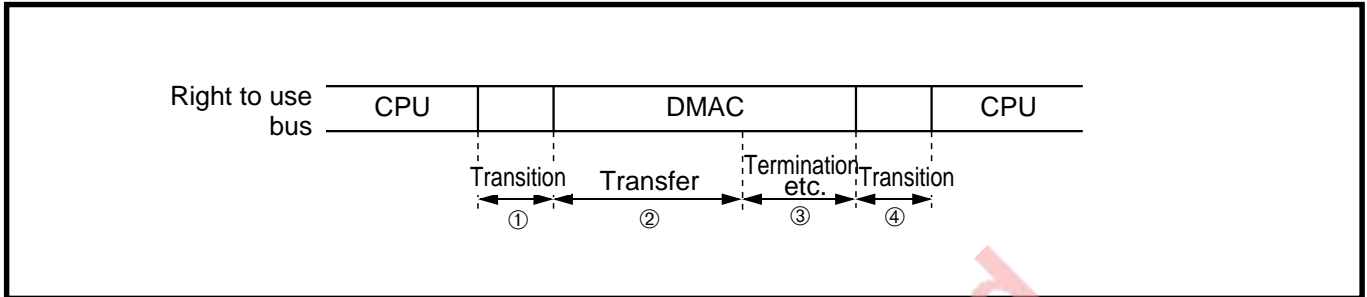 Right to use
bus
CPU
DMAC
CPU
Transition
Transfer
Termination
etc.
Transition
①
②
③
④